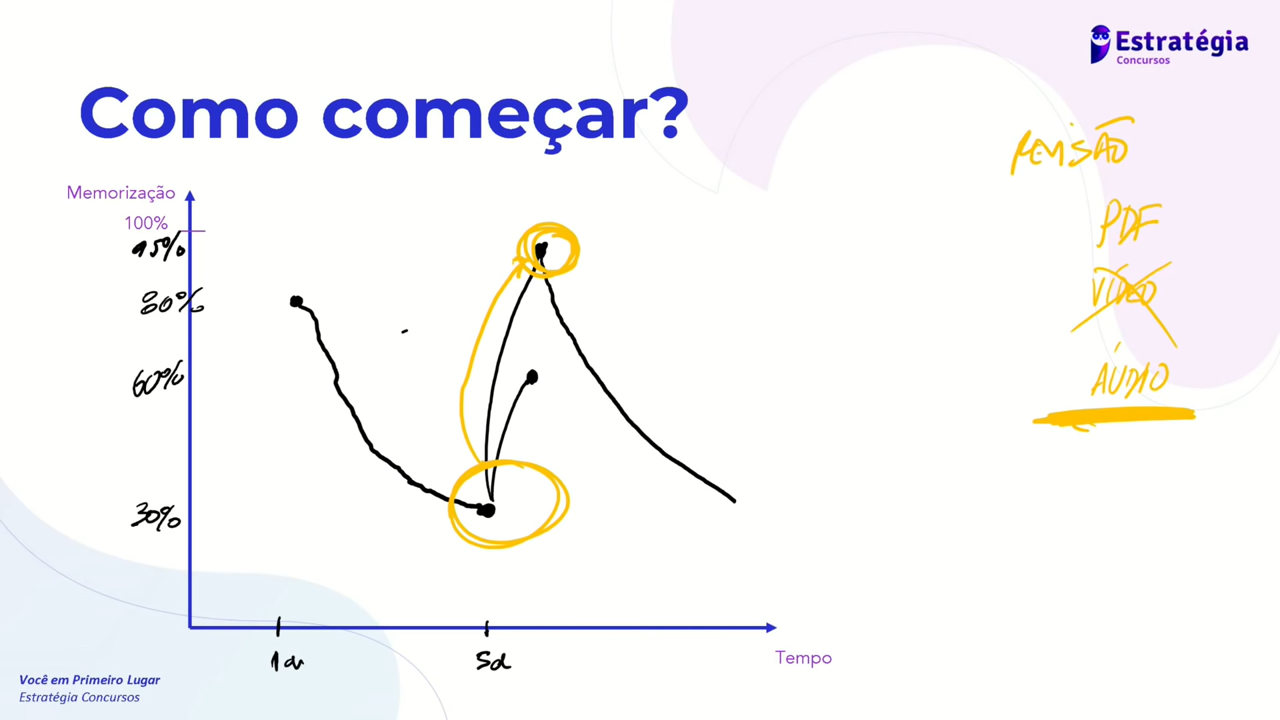 Estratégia
Concursos
Como começar?
REVISÃO
PDF
VÍDEO
ÁUDIO
Memorização
100%
95%
80%
60%
30%
1d
5d
Tempo
Você em Primeiro Lugar
Estratégia Concursos